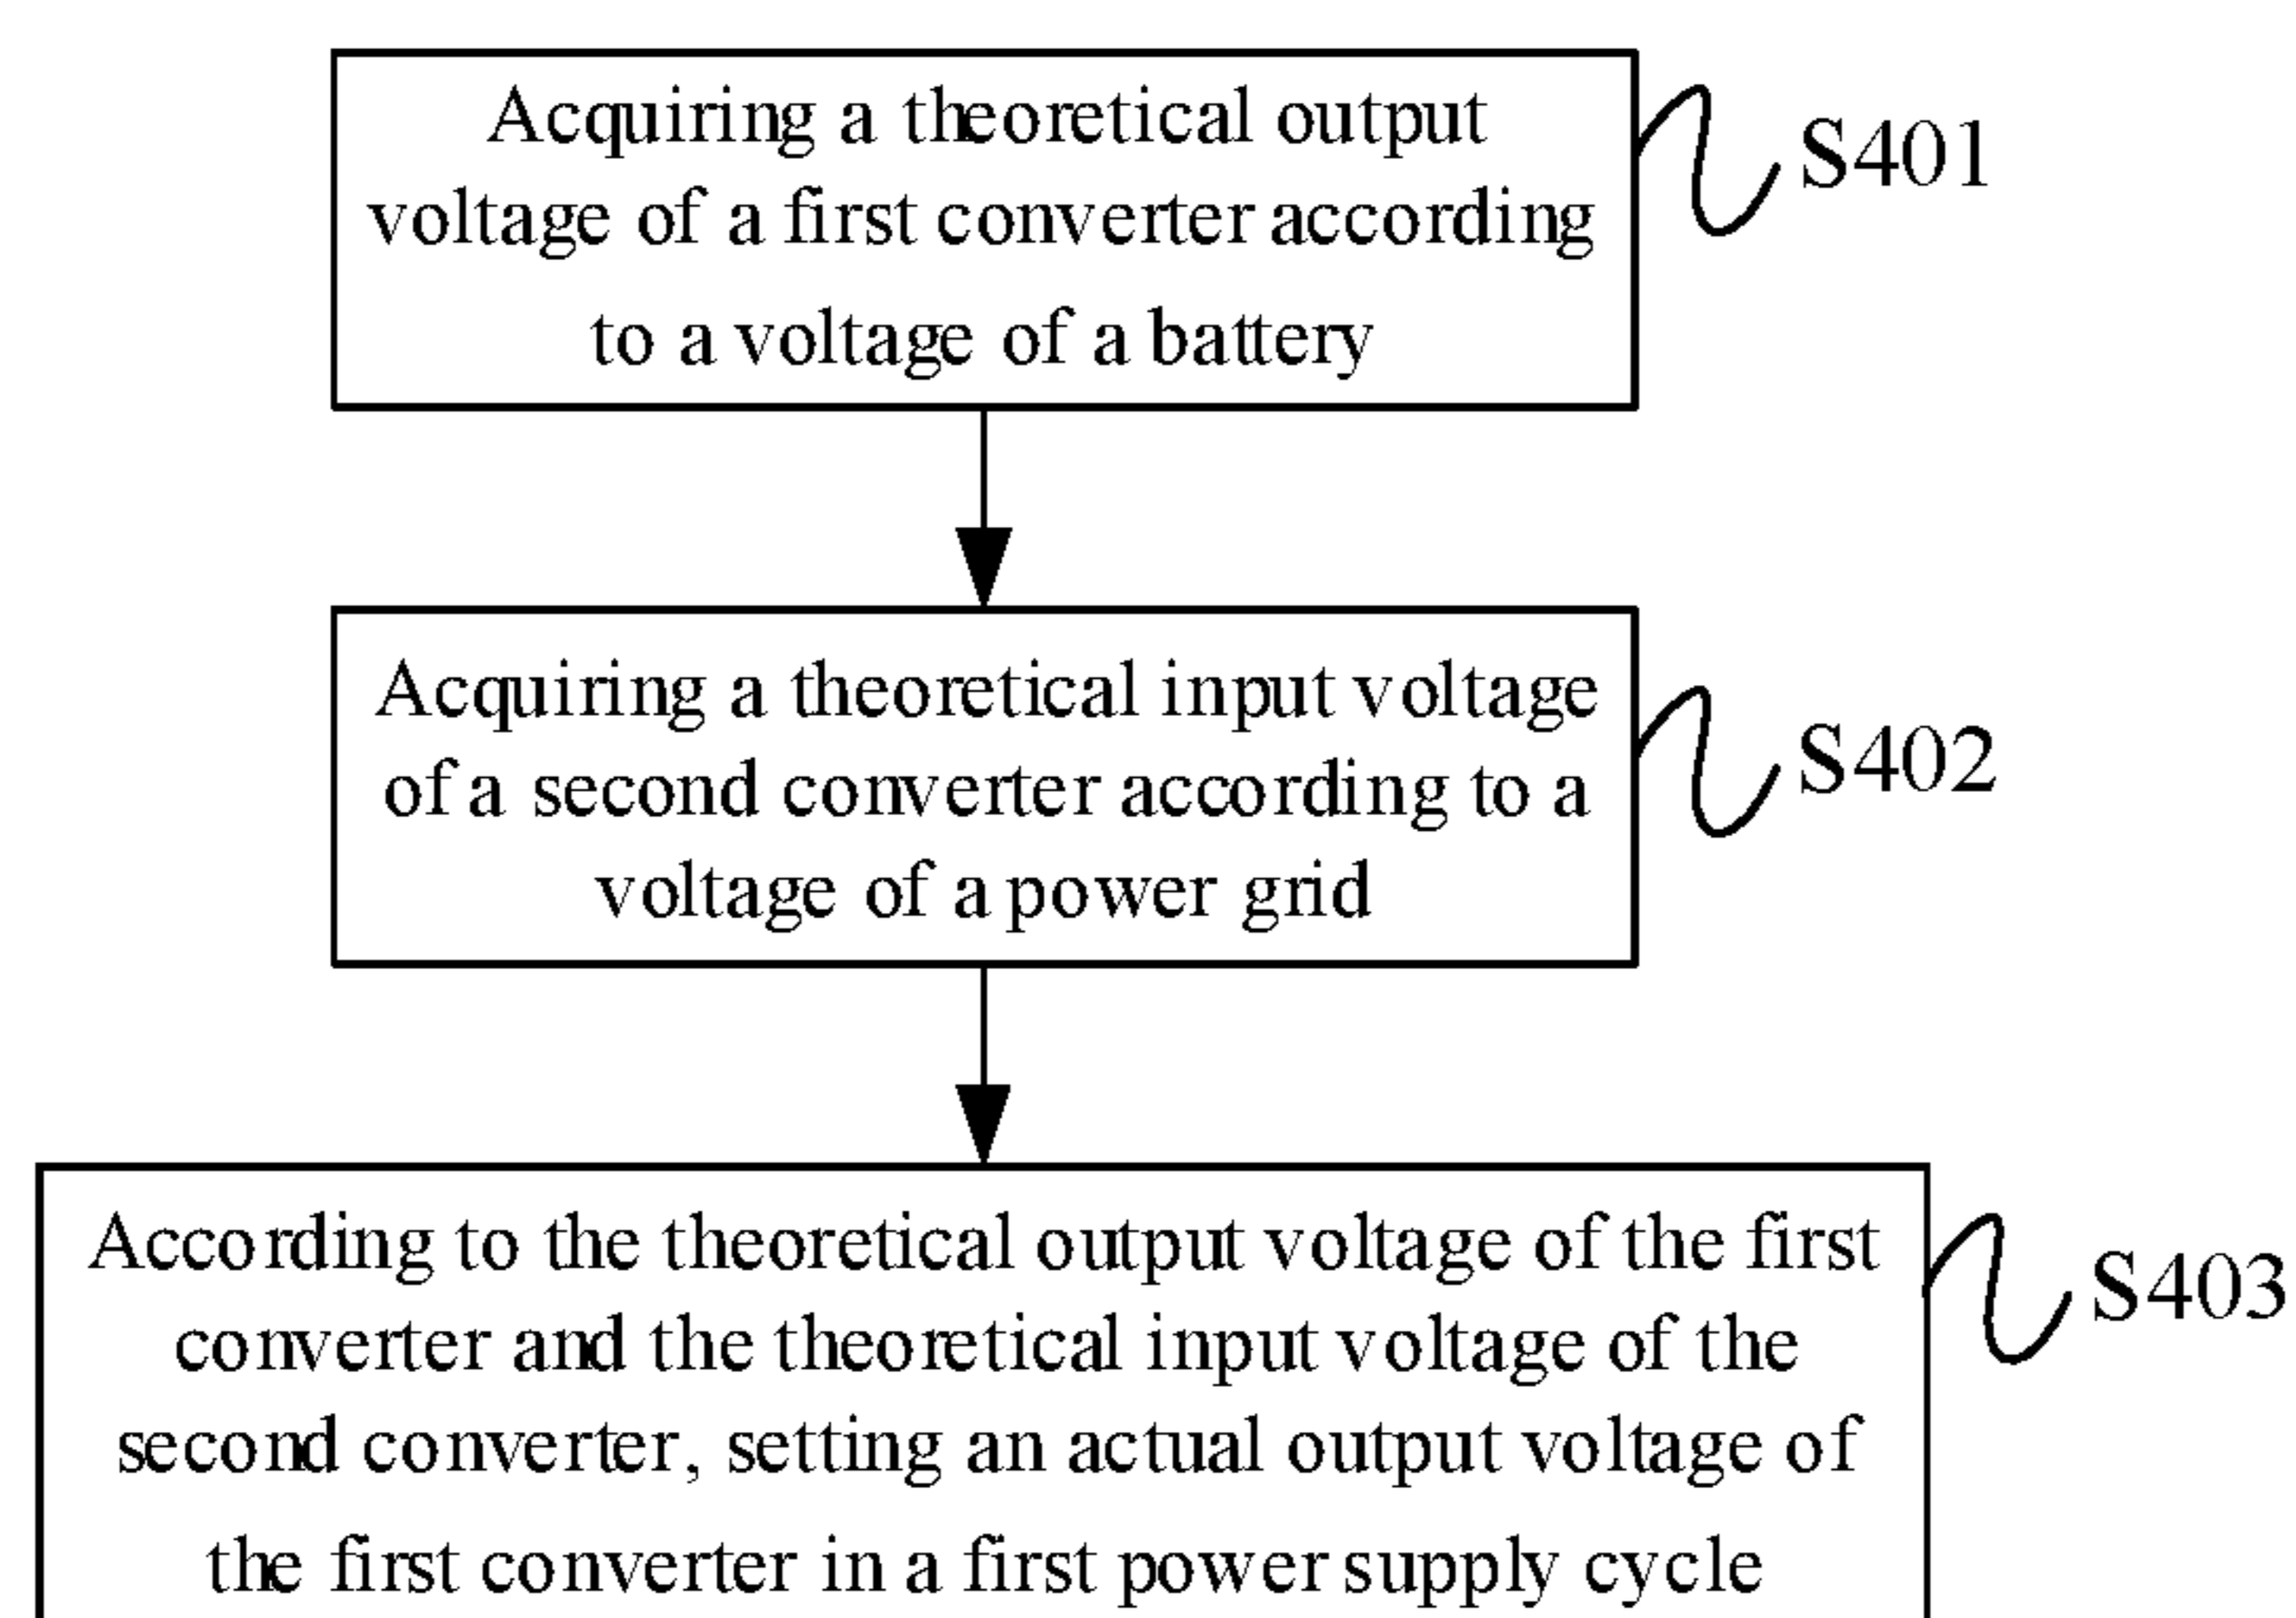 Acquiring a theoretical output
voltage of a first converter according
to a voltage of a battery
S401
Acquiring a theoretical input voltage
of a second converter according to a
voltage of a power grid
S402
According to the theoretical output voltage of the first
converter and the theoretical input voltage of the
second converter, setting an actual output voltage of
the first converter in a first power supply cycle
S403